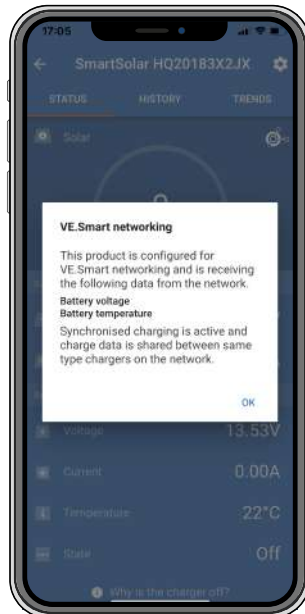 17:05
SmartSolar HQ20183X2JX
STATUS HISTORY TRENDS
Solar
VE.Smart networking
This product is configured for
VE.Smart networking and is receiving
the following data from the network.
Battery voltage
Battery temperature
Synchronised charging is active and
charge data is shared between same
type chargers on the network.
OK
Voltage 13.53V
Current 0.00A
Temperature 22°C
State Off
Why is the charger off?